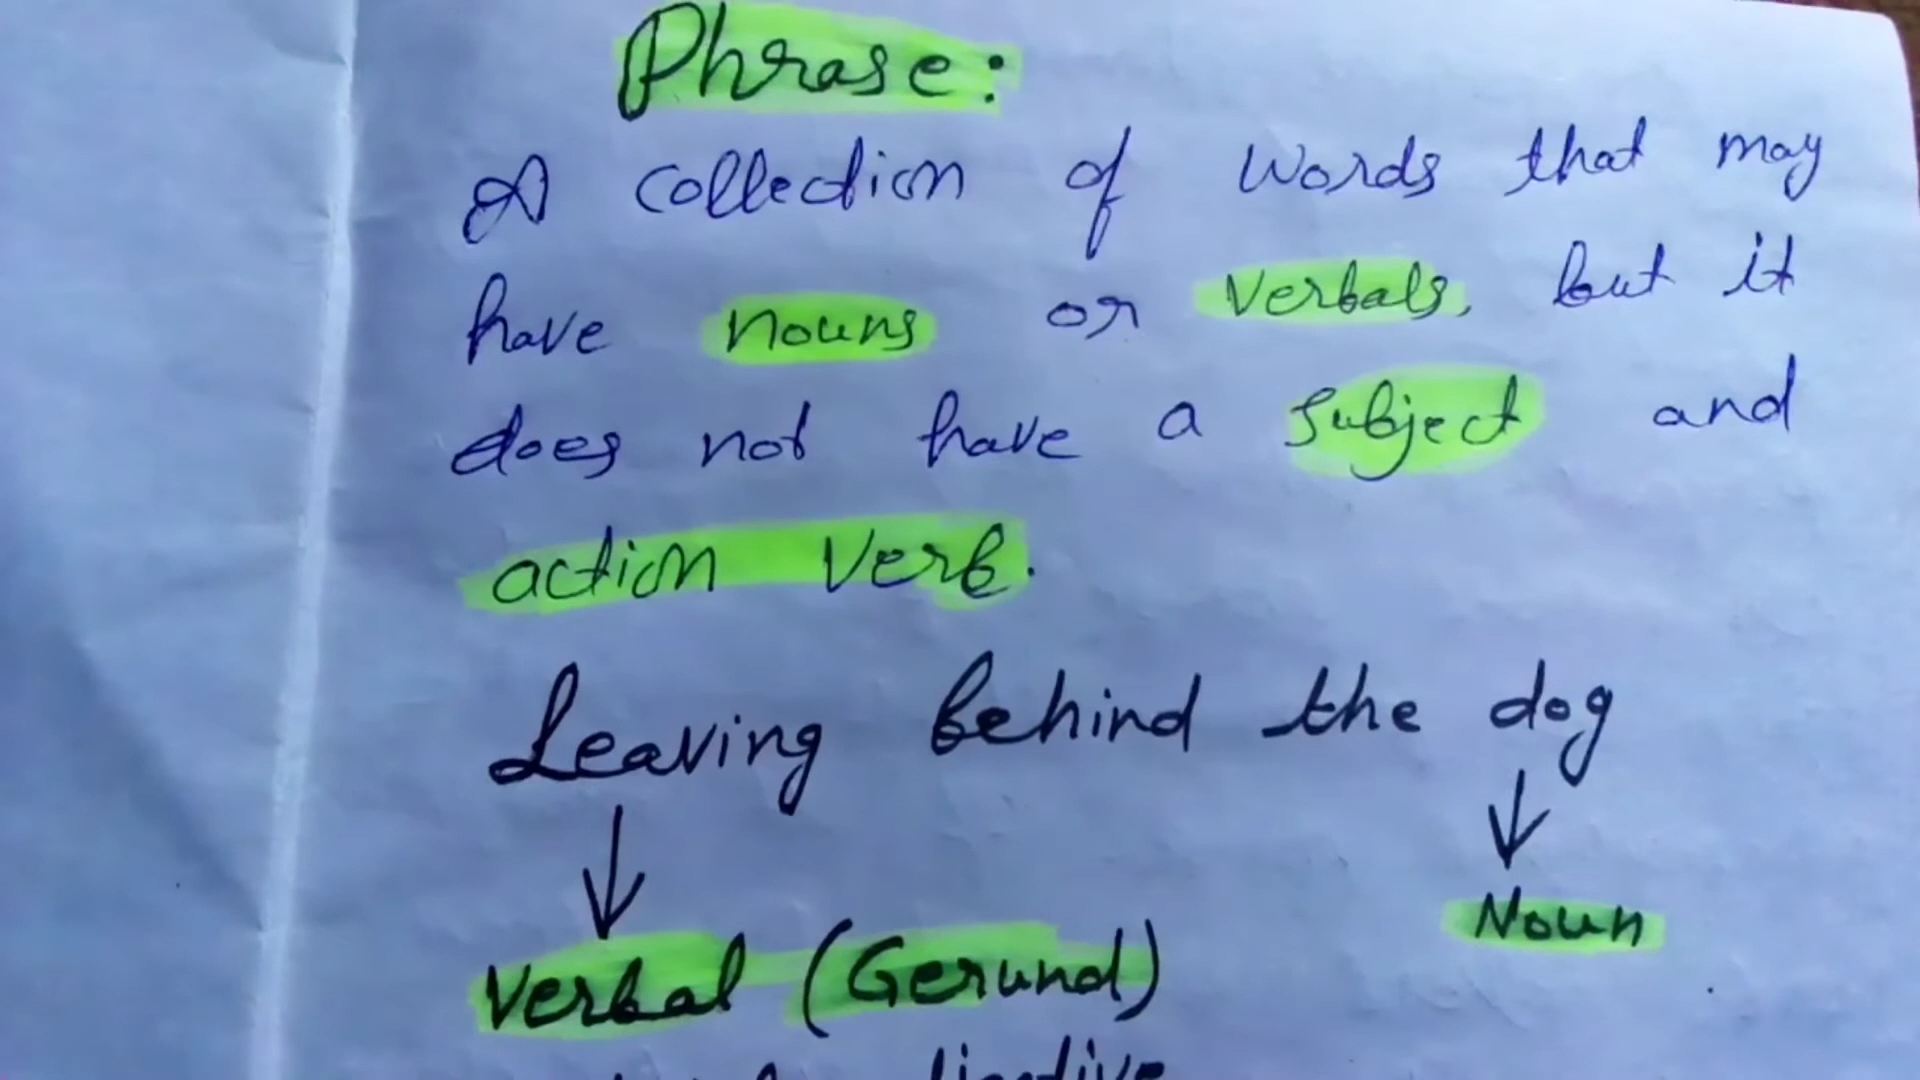 Phrase:
A collection of words that may
have nouns or verbals, but it
does not have a subject and
action verb.
Leaving behind the dog
Noun
Verbal (Gerund)